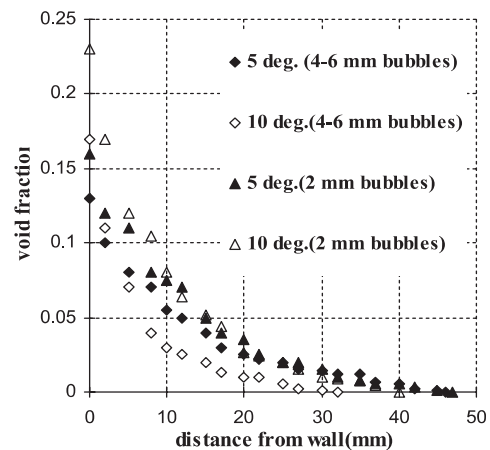 0.25
0.2
0.15
0.1
0.05
0
void fraction
5 deg. (4-6 mm bubbles)
10 deg.(4-6 mm bubbles)
5 deg.(2 mm bubbles)
10 deg.(2 mm bubbles)
0 10 20 30 40 50
distance from wall(mm)